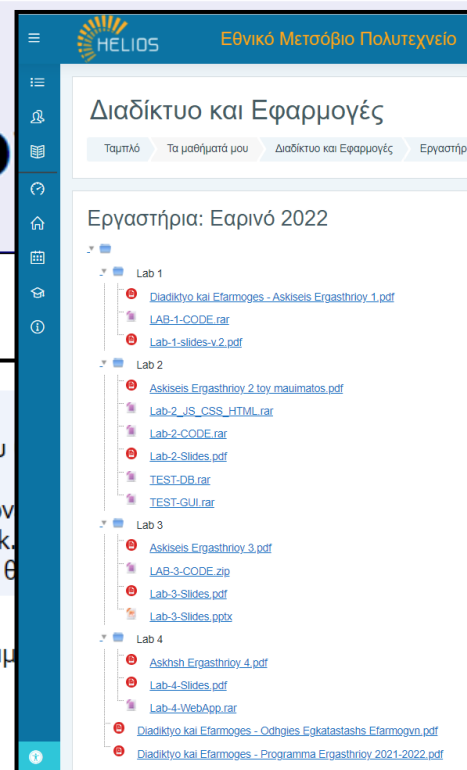 HELIOS
Εθνικό Μετσόβιο Πολυτεχνείο
Διαδίκτυο και Εφαρμογές
Ταμπλό Τα μαθήματά μου Διαδίκτυο και Εφαρμογές Εργαστήρ
Εργαστήρια: Εαρινό 2022
Lab 1
Diadiktyo kai Efarmoges - Askiseis Ergasthrioy 1.pdf
LAB-1-CODE.rar
Lab-1-slides-v.2.pdf
Lab 2
Askiseis Ergasthrioy 2 toy mauimatos.pdf
Lab-2_JS_CSS_HTML.rar
Lab-2-CODE.rar
Lab-2-Slides.pdf
TEST-DB.rar
TEST-GUI.rar
Lab 3
Askiseis Ergasthrioy 3.pdf
LAB-3-CODE.zip
Lab-3-Slides.pdf
Lab-3-Slides.pptx
Lab 4
Askhsh Ergasthrioy 4.pdf
Lab-4-Slides.pdf
Lab-4-WebApp.rar
Diadiktyo kai Efarmoges - Odhgies Egkatastashs Efarmogvn.pdf
Diadiktyo kai Efarmoges - Programma Ergasthrioy 2021-2022.pdf